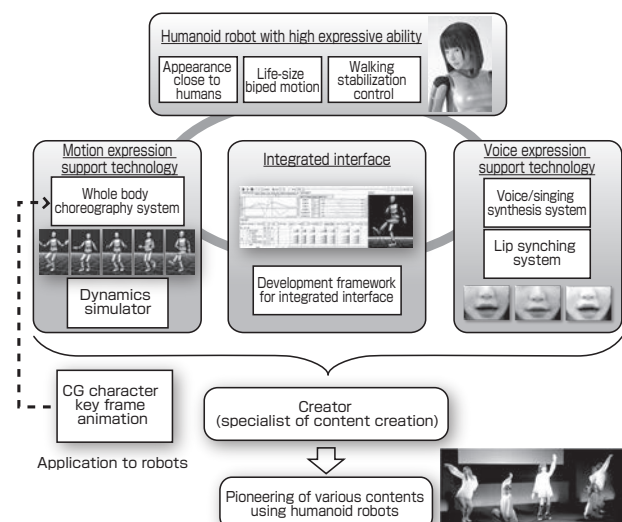 Humanoid robot with high expressive ability
Appearance
close to
humans
Life-size
biped motion
Walking
stabilization
control
Motion expression
support technology
Whole body
choreography system
Dynamics
simulator
Integrated interface
Development framework
for integrated interface
Voice expression
support technology
Voice/singing
synthesis system
Lip synching
system
CG character
key frame
animation
Application to robots
Creator
(specialist of content creation)
Pioneering of various contents
using humanoid robots